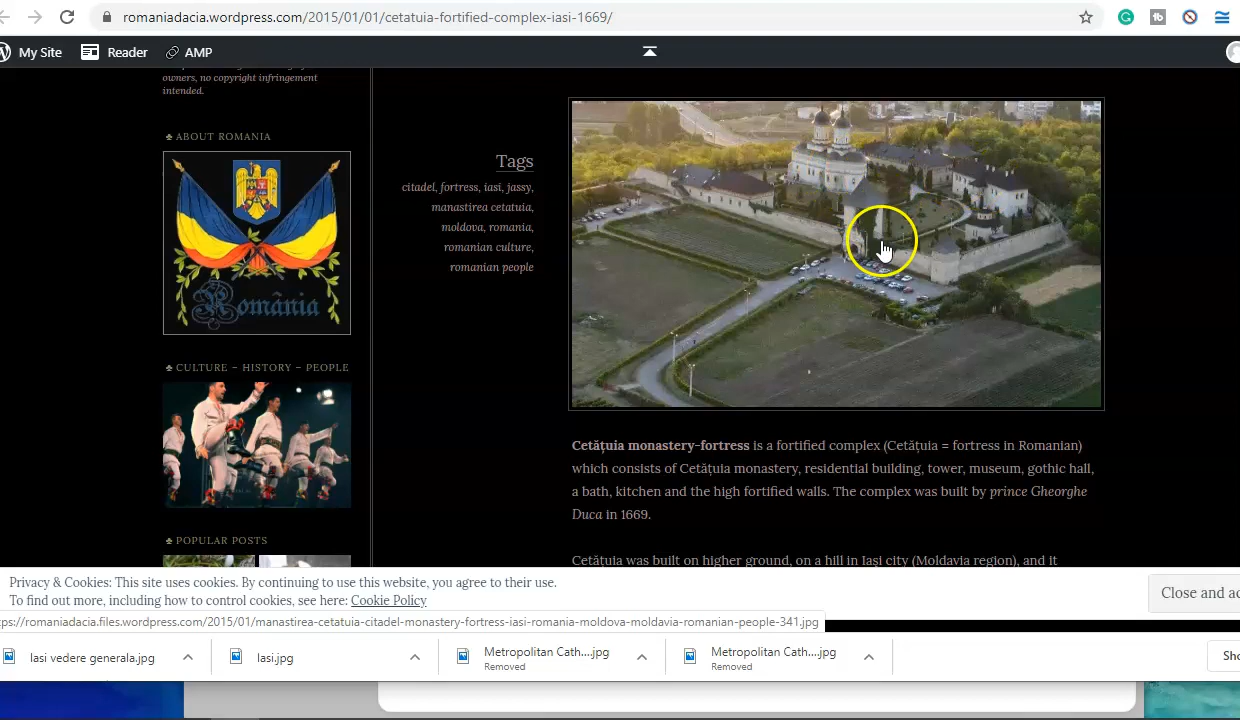 romaniadacia.wordpress.com/2015/01/01/cetatuia-fortified-complex-iasi-1669/
My Site
Reader
AMP
owners, no copyright infringement
intended.
♣ ABOUT ROMANIA
România
♣ CULTURE – HISTORY – PEOPLE
♣ POPULAR POSTS
Tags
citadel, fortress, iasi, jassy,
manastirea cetatuia,
moldova, romania,
romanian culture,
romanian people
Cetățuia monastery-fortress is a fortified complex (Cetățuia = fortress in Romanian)
which consists of Cetățuia monastery, residential building, tower, museum, gothic hall,
a bath, kitchen and the high fortified walls. The complex was built by prince Gheorghe
Duca in 1669.
Cetățuia was built on higher ground, on a hill in Iași city (Moldavia region), and it
Privacy & Cookies: This site uses cookies. By continuing to use this website, you agree to their use.
To find out more, including how to control cookies, see here: Cookie Policy
Close and ac
ps://romaniadacia.files.wordpress.com/2015/01/manastirea-cetatuia-citadel-monastery-fortress-iasi-romania-moldova-moldavia-romanian-people-341.jpg
Iasi vedere generala.jpg
Iasi.jpg
Metropolitan Cath....jpg
Removed
Metropolitan Cath....jpg
Removed
Sho